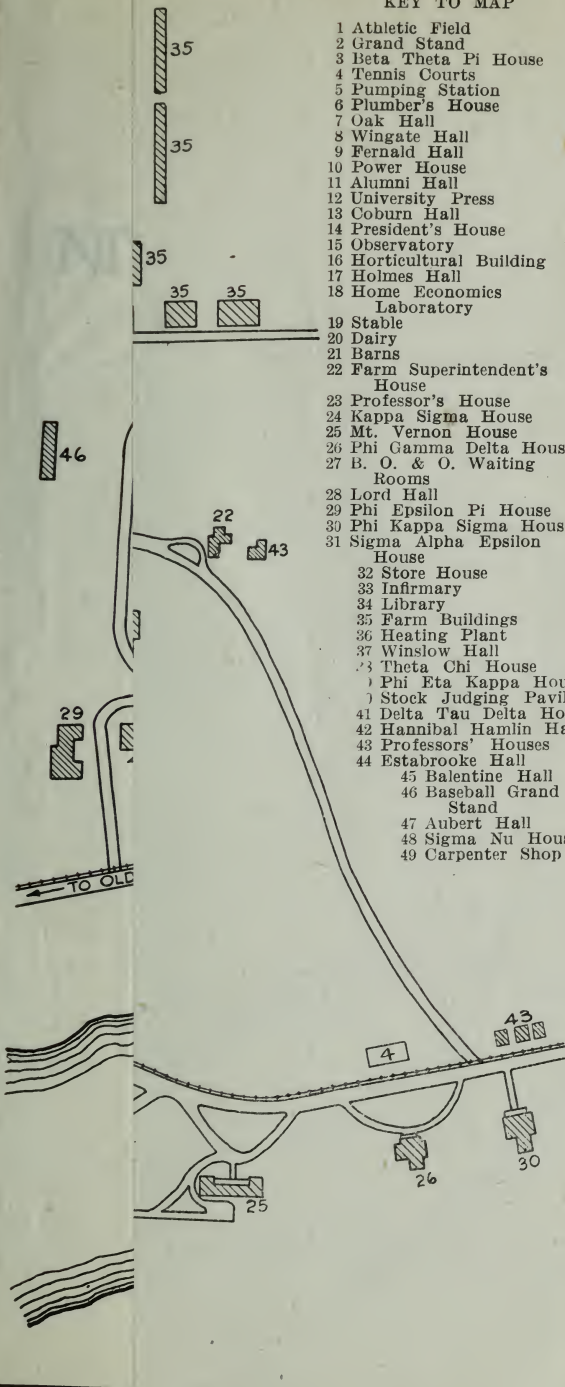 KEY TO MAP
1 Athletic Field
2 Grand Stand
3 Beta Theta Pi House
4 Tennis Courts
5 Pumping Station
6 Plumber's House
7 Oak Hall
8 Wingate Hall
9 Fernald Hall
10 Power House
11 Alumni Hall
12 University Press
13 Coburn Hall
14 President's House
15 Observatory
16 Horticultural Building
17 Holmes Hall
18 Home Economics
Laboratory
19 Stable
20 Dairy
21 Barns
22 Farm Superintendent's
House
23 Professor's House
24 Kappa Sigma House
25 Mt. Vernon House
26 Phi Gamma Delta Hous
27 B. O. & O. Waiting
Rooms
28 Lord Hall
29 Phi Epsilon Pi House
30 Phi Kappa Sigma Hous
31 Sigma Alpha Epsilon
House
32 Store House
33 Infirmary
34 Library
35 Farm Buildings
36 Heating Plant
37 Winslow Hall
Theta Chi House
Phi Eta Kappa Hou
Stock Judging Pavil
41 Delta Tau Delta Ho
42 Hannibal Hamlin Ha
43 Professors' Houses
44 Estabrooke Hall
45 Balentine Hall
46 Baseball Grand
Stand
47 Aubert Hall
48 Sigma Nu Hous
49 Carpenter Shop
35
35
35
35 35
46
22
43
29
TO OLD
43
4
30
26
25